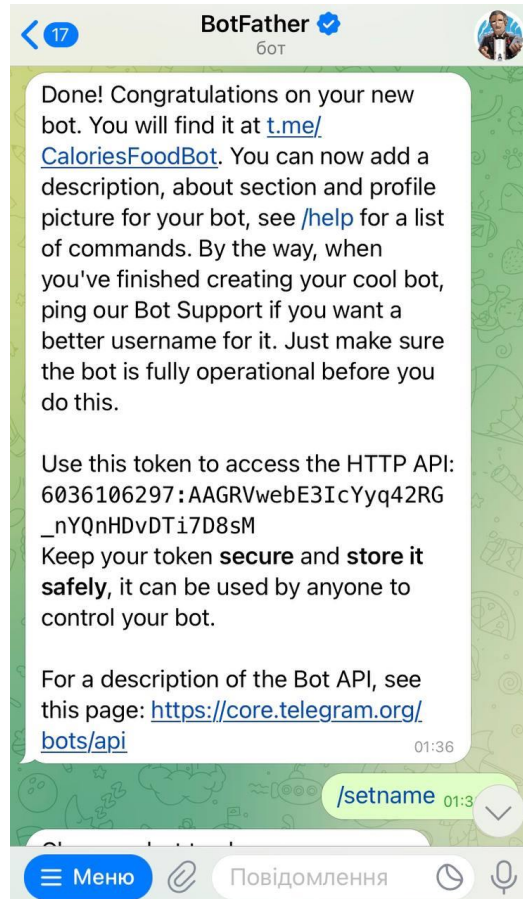 17
BotFather
бот
Done! Congratulations on your new
bot. You will find it at t.me/
CaloriesFoodBot. You can now add a
description, about section and profile
picture for your bot, see /help for a list
of commands. By the way, when
you've finished creating your cool bot,
ping our Bot Support if you want a
better username for it. Just make sure
the bot is fully operational before you
do this.
Use this token to access the HTTP API:
6036106297:AAGRVwebE3IcYyq42RG
_nYQnHDvDTi7D8sM
Keep your token secure and store it
safely, it can be used by anyone to
control your bot.
For a description of the Bot API, see
this page: https://core.telegram.org/
bots/api
01:36
/setname
Меню
Повідомлення